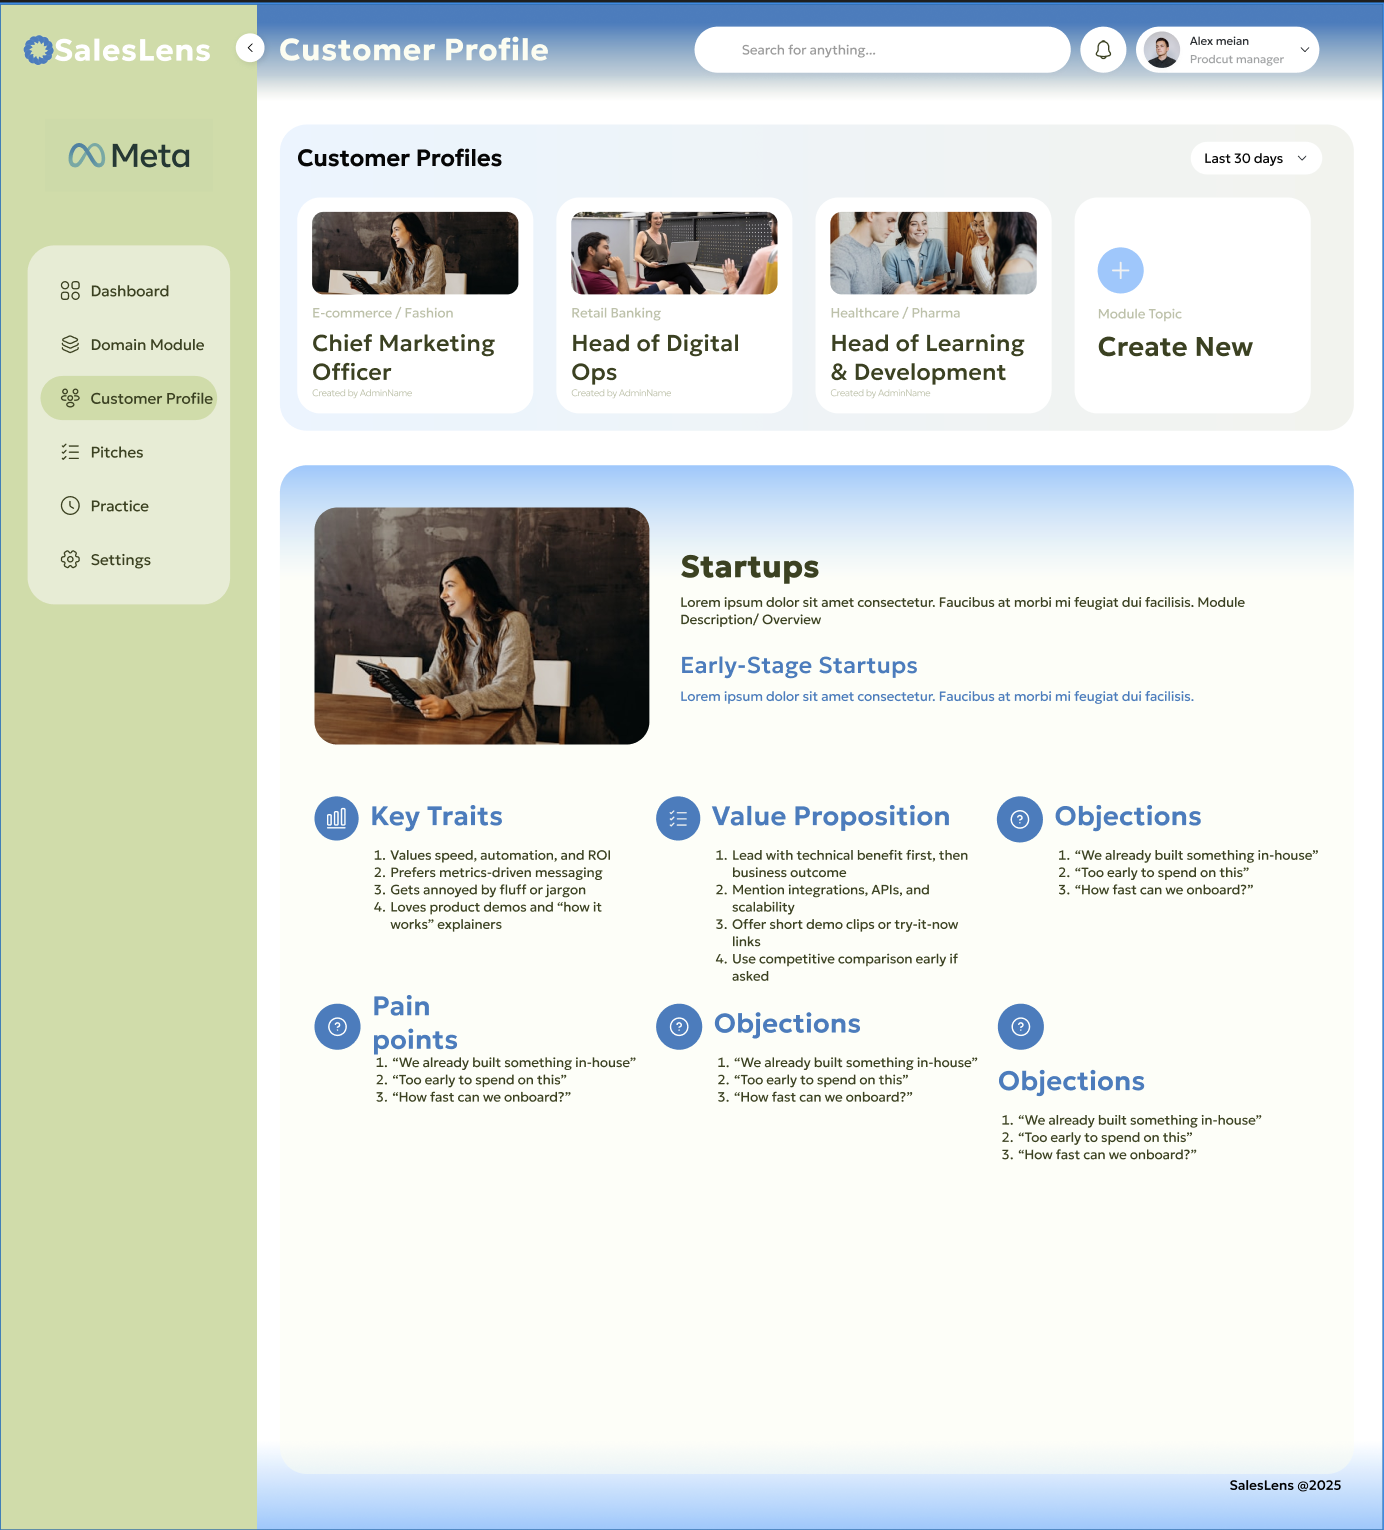 SalesLens
Customer Profile
Search for anything...
Alex meian
Prodcut manager
Meta
Dashboard
Domain Module
Customer Profile
Pitches
Practice
Settings
Customer Profiles
Last 30 days
E-commerce / Fashion
Chief Marketing
Officer
Created by AdminName
Retail Banking
Head of Digital
Ops
Created by AdminName
Healthcare / Pharma
Head of Learning
& Development
Created by AdminName
Module Topic
Create New
Startups
Lorem ipsum dolor sit amet consectetur. Faucibus at morbi mi feugiat dui facilisis. Module
Description/ Overview
Early-Stage Startups
Lorem ipsum dolor sit amet consectetur. Faucibus at morbi mi feugiat dui facilisis.
Key Traits
1. Values speed, automation, and ROI
2. Prefers metrics-driven messaging
3. Gets annoyed by fluff or jargon
4. Loves product demos and “how it
works” explainers
Value Proposition
1. Lead with technical benefit first, then
business outcome
2. Mention integrations, APIs, and
scalability
3. Offer short demo clips or try-it-now
links
4. Use competitive comparison early if
asked
Objections
1. “We already built something in-house”
2. “Too early to spend on this”
3. “How fast can we onboard?”
Pain
points
1. “We already built something in-house”
2. “Too early to spend on this”
3. “How fast can we onboard?”
Objections
1. “We already built something in-house”
2. “Too early to spend on this”
3. “How fast can we onboard?”
Objections
1. “We already built something in-house”
2. “Too early to spend on this”
3. “How fast can we onboard?”
SalesLens @2025